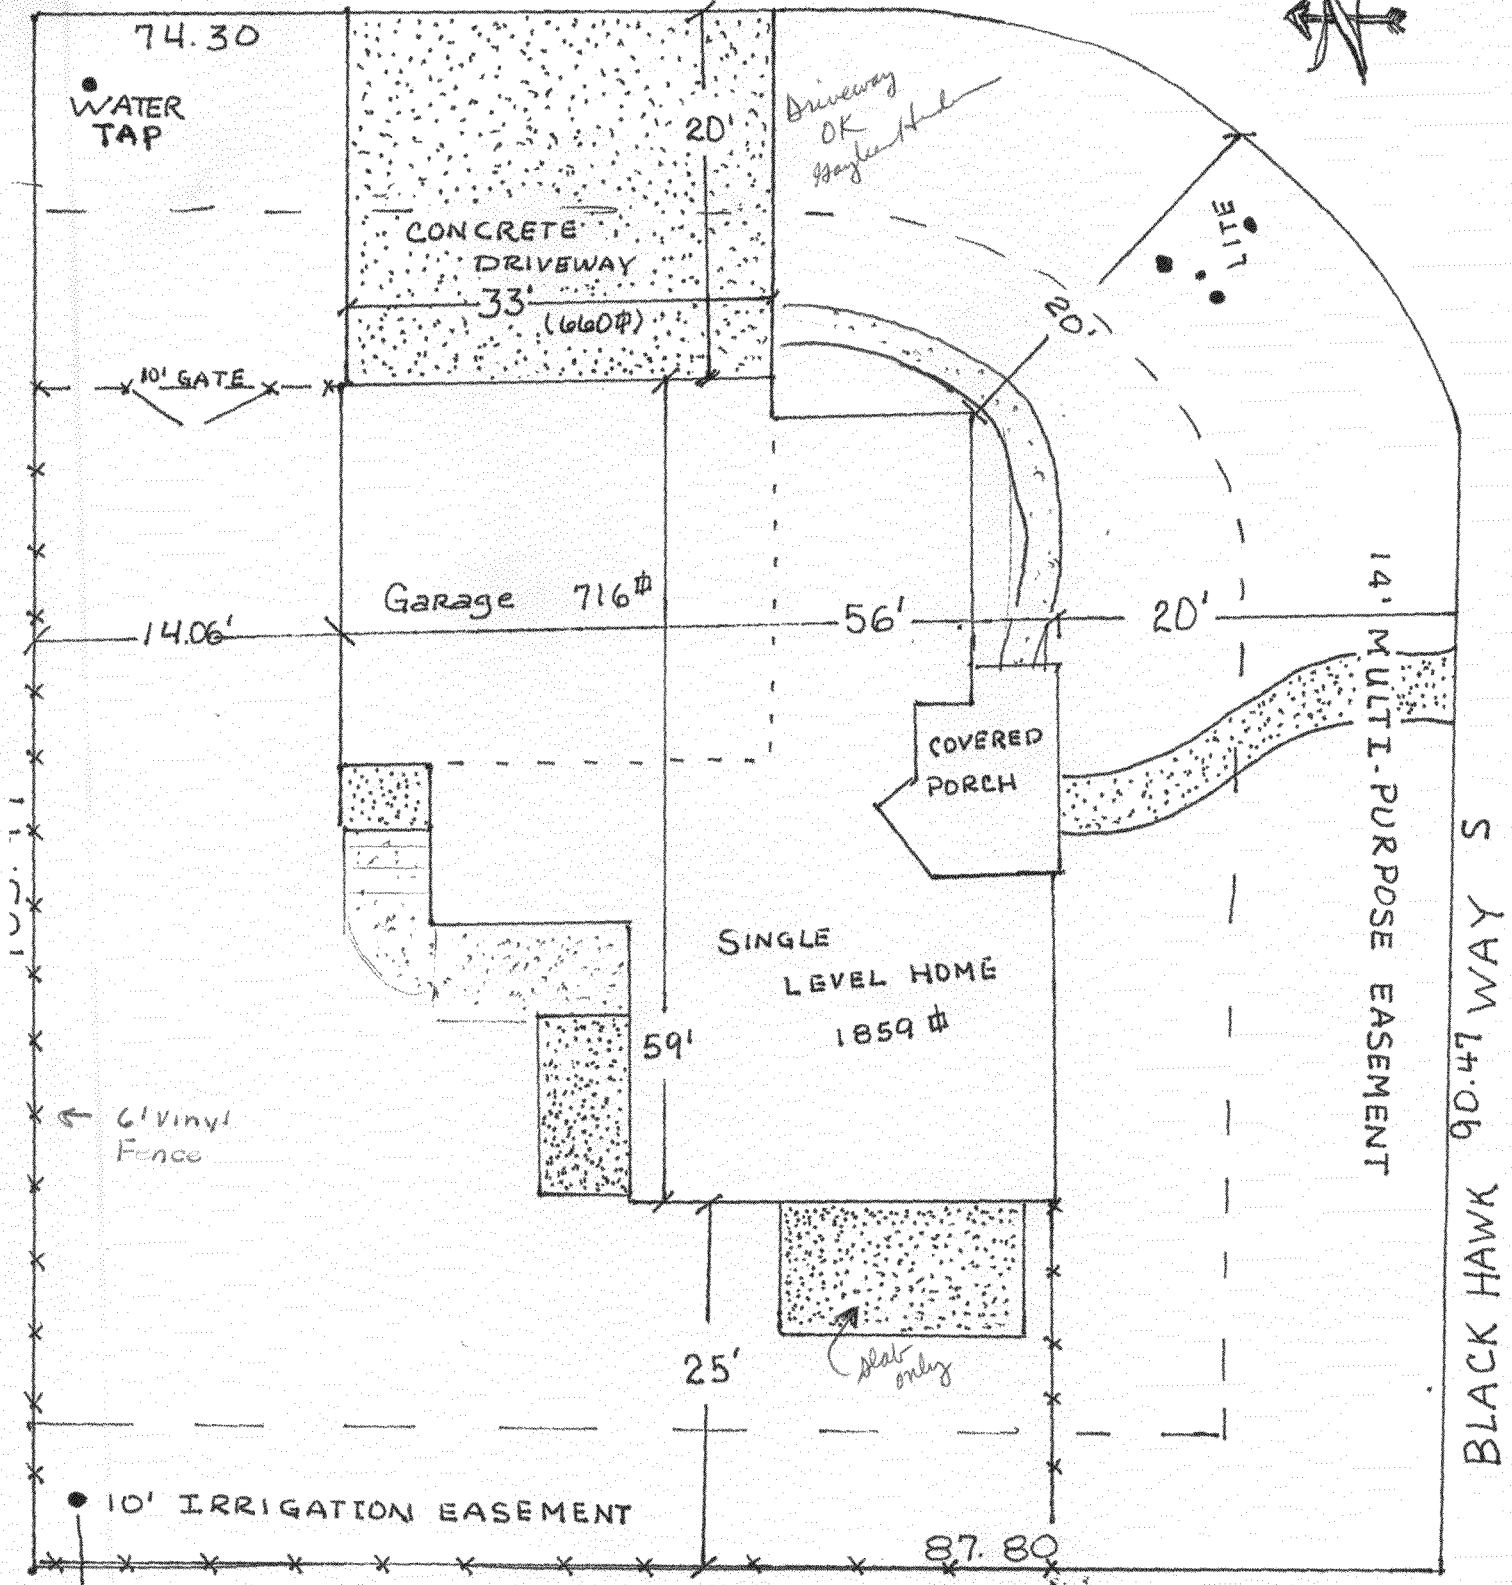 74.30
WATER
TAP
N
20'
Driveway
OK
LITE
CONCRETE
DRIVEWAY
33'
(660⏍)
20'
10' GATE
Garage 716⏍
14.06'
56'
20'
14' MULTI-PURPOSE EASEMENT
COVERED
PORCH
SINGLE
LEVEL HOME
1859 ⏍
59'
BLACK HAWK 90.47 WAY S
6' Vinyl
Fence
25'
slab
only
10' IRRIGATION EASEMENT
87.80